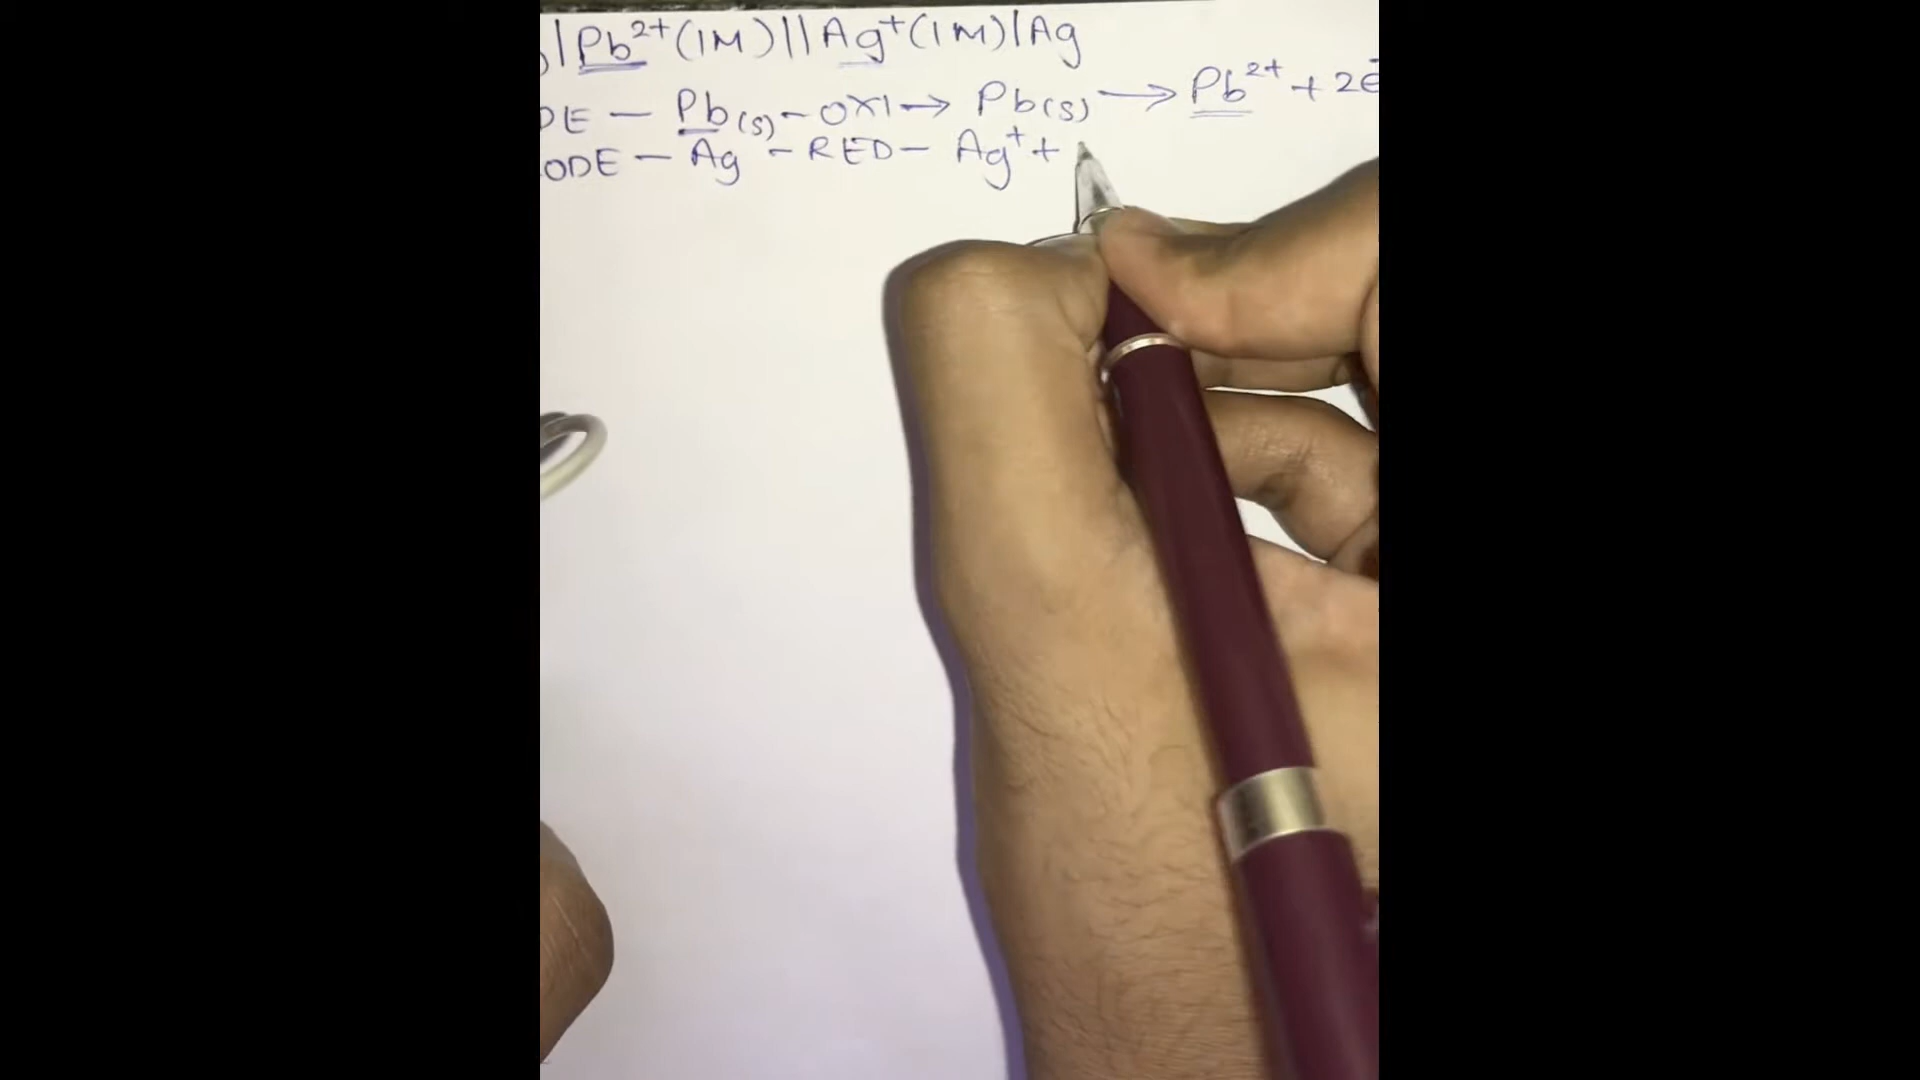 |Pb²⁺(1M)||Ag⁺(1M)|Ag
DE — Pb(s) - OXI → Pb(s) → Pb²⁺ + 2e⁻
ODE — Ag - RED — Ag⁺ +